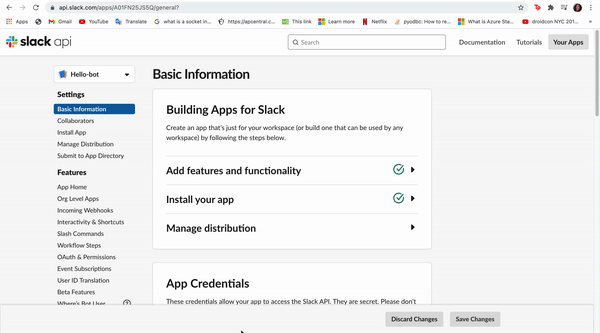 api.slack.com/apps/A01FN25JSSQ/general?
Apps
Gmail
YouTube
Translate
what is a socket in...
https://apcentral.c...
This link
Learn more
Netflix
pyodbc: How to re...
What is Azure Sta...
droidcon NYC 201...
slack api
Search
Documentation
Tutorials
Your Apps
Hello-bot
Settings
Basic Information
Collaborators
Install App
Manage Distribution
Submit to App Directory
Features
App Home
Org Level Apps
Incoming Webhooks
Interactivity & Shortcuts
Slash Commands
Workflow Steps
OAuth & Permissions
Event Subscriptions
User ID Translation
Beta Features
Where's Bot User
Basic Information
Building Apps for Slack
Create an app that's just for your workspace (or build one that can be used by any
workspace) by following the steps below.
Add features and functionality
Install your app
Manage distribution
App Credentials
These credentials allow your app to access the Slack API. They are secret. Please don't
Discard Changes
Save Changes